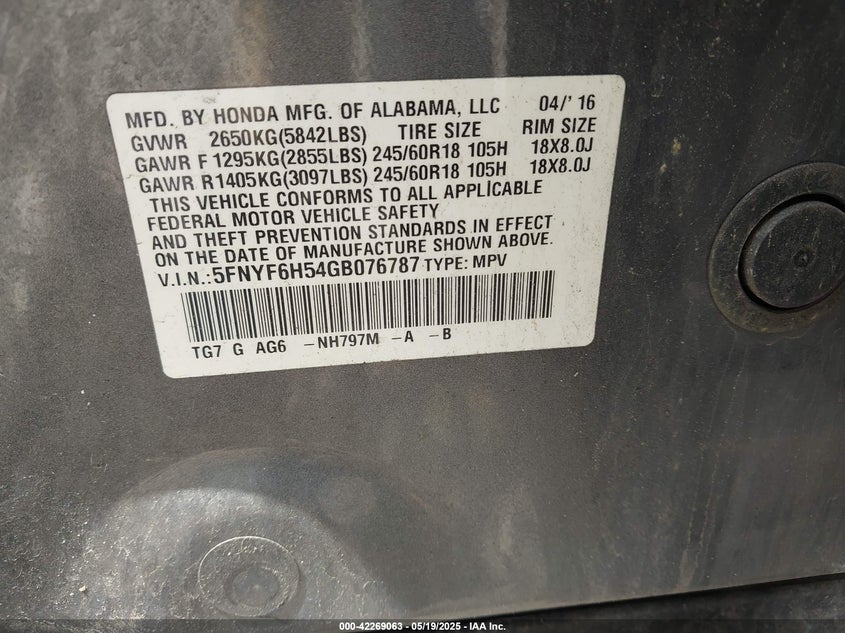 MFD. BY HONDA MFG. OF ALABAMA, LLC 04/' 16
GVWR 2650KG(5842LBS) TIRE SIZE RIM SIZE
GAWR F 1295KG(2855LBS) 245/60R18 105H 18X8.0J
GAWR R1405KG(3097LBS) 245/60R18 105H 18X8.0J
THIS VEHICLE CONFORMS TO ALL APPLICABLE
FEDERAL MOTOR VEHICLE SAFETY
AND THEFT PREVENTION STANDARDS IN EFFECT
ON THE DATE OF MANUFACTURE SHOWN ABOVE.
V.I.N.:5FNYF6H54GB076787 TYPE: MPV
TG7 G AG6 -NH797M -A -B
000-42269063 - 05/19/2025 - IAA Inc.